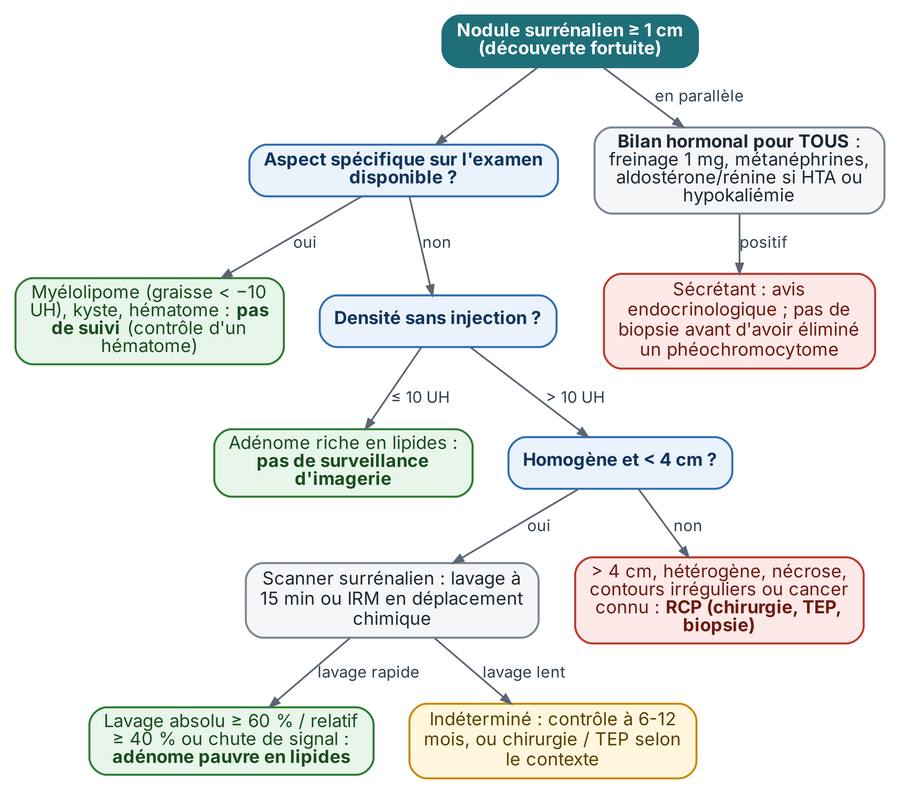 Nodule surrénalien ≥ 1 cm
(découverte fortuite)
en parallèle
Aspect spécifique sur l'examen
disponible ?
Bilan hormonal pour TOUS :
freinage 1 mg, métanéphrines,
aldostérone/rénine si HTA ou
hypokaliémie
oui
non
positif
Myélolipome (graisse < −10
UH), kyste, hématome : pas
de suivi (contrôle d'un
hématome)
Densité sans injection ?
Sécrétant : avis
endocrinologique ; pas de
biopsie avant d'avoir éliminé
un phéochromocytome
≤ 10 UH
> 10 UH
Adénome riche en lipides :
pas de surveillance
d'imagerie
Homogène et < 4 cm ?
oui
non
Scanner surrénalien : lavage à
15 min ou IRM en déplacement
chimique
> 4 cm, hétérogène, nécrose,
contours irréguliers ou cancer
connu : RCP (chirurgie, TEP,
biopsie)
lavage rapide
lavage lent
Lavage absolu ≥ 60 % / relatif
≥ 40 % ou chute de signal :
adénome pauvre en lipides
Indéterminé : contrôle à 6-12
mois, ou chirurgie / TEP selon
le contexte